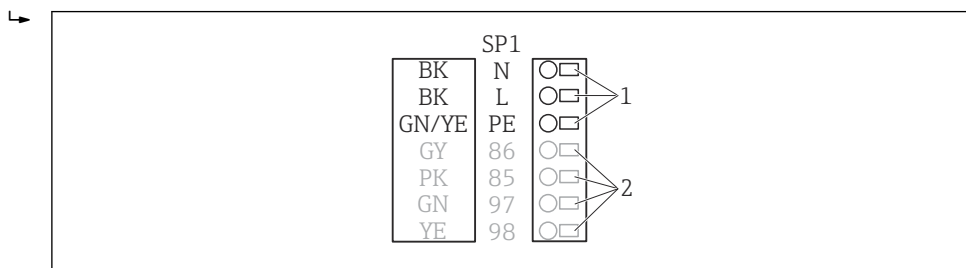 SP1
BK N
BK L 1
GN/YE PE
GY 86
PK 85 2
GN 97
YE 98